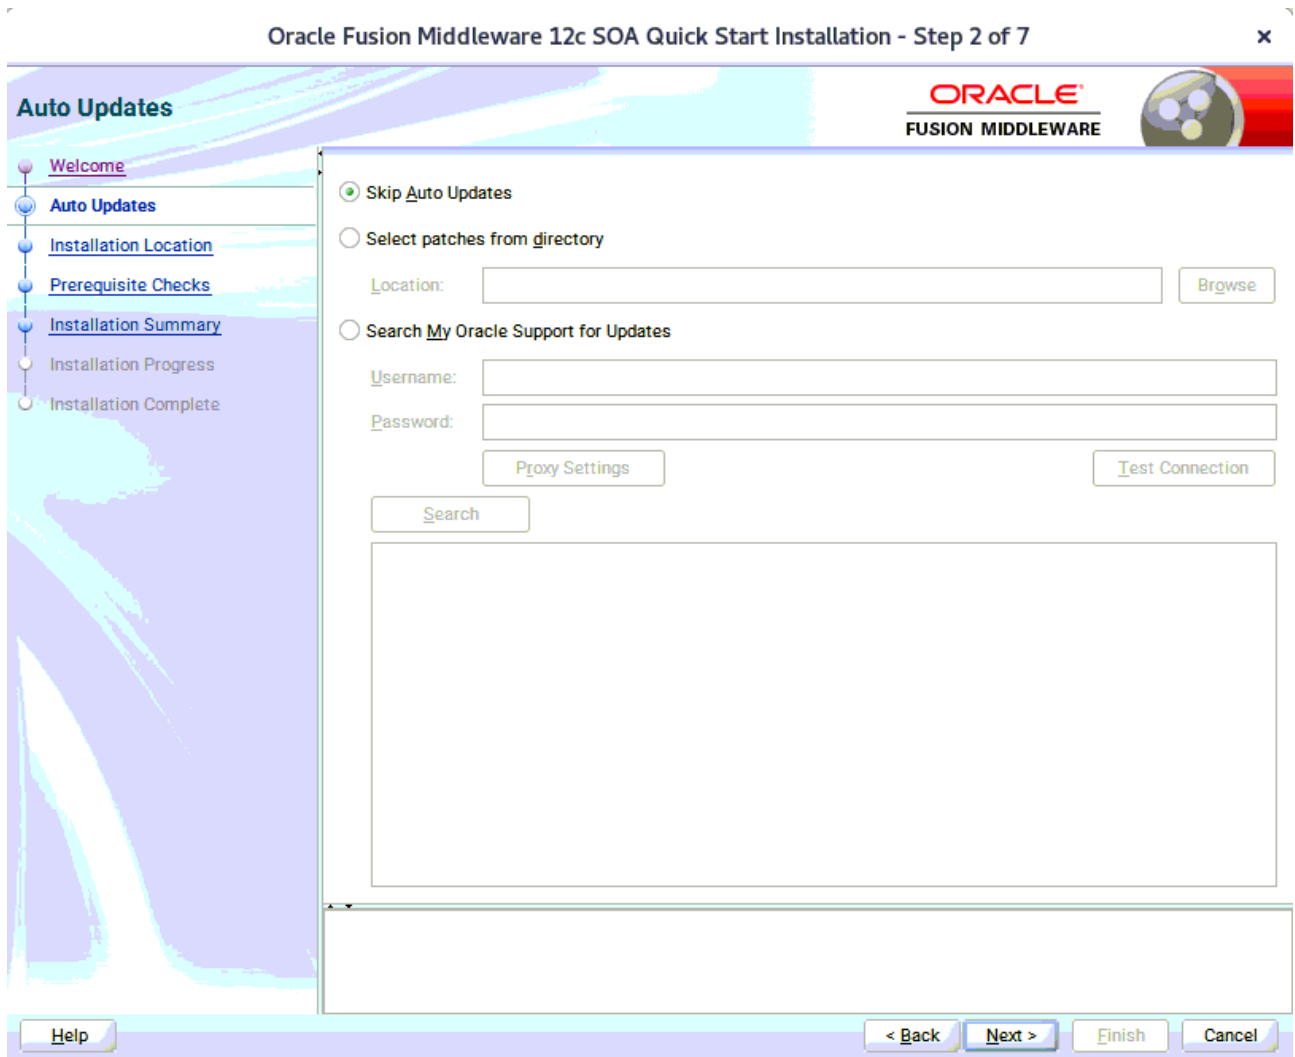 Oracle Fusion Middleware 12c SOA Quick Start Installation - Step 2 of 7
Auto Updates
ORACLE
FUSION MIDDLEWARE
Welcome
Auto Updates
Installation Location
Prerequisite Checks
Installation Summary
Installation Progress
Installation Complete
Skip Auto Updates
Select patches from directory
Location:
Browse
Search My Oracle Support for Updates
Username:
Password:
Proxy Settings
Test Connection
Search
Help
< Back
Next >
Finish
Cancel